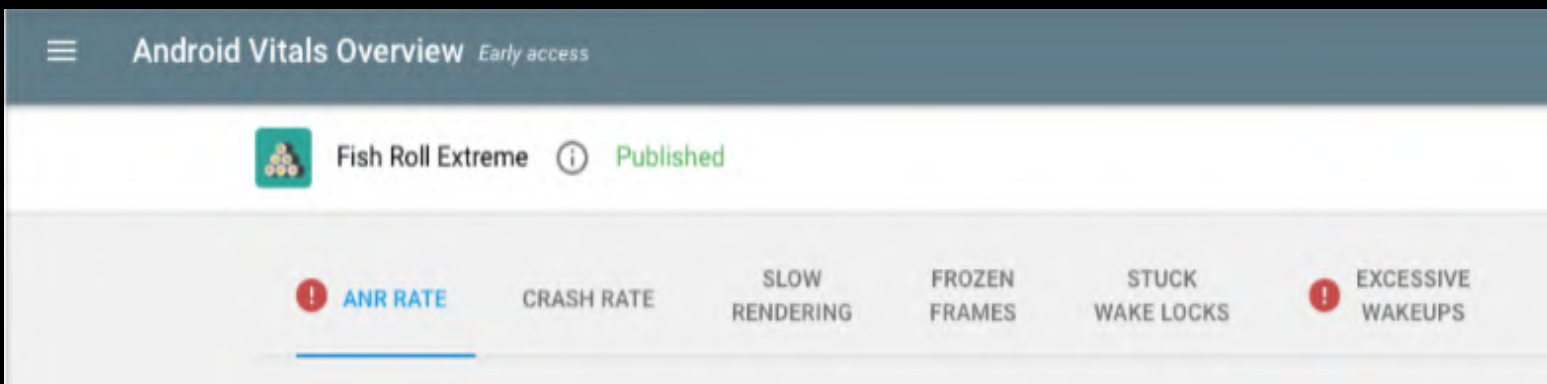 Android Vitals Overview Early access
Fish Roll Extreme Published
ANR RATE
CRASH RATE
SLOW
RENDERING
FROZEN
FRAMES
STUCK
WAKE LOCKS
EXCESSIVE
WAKEUPS